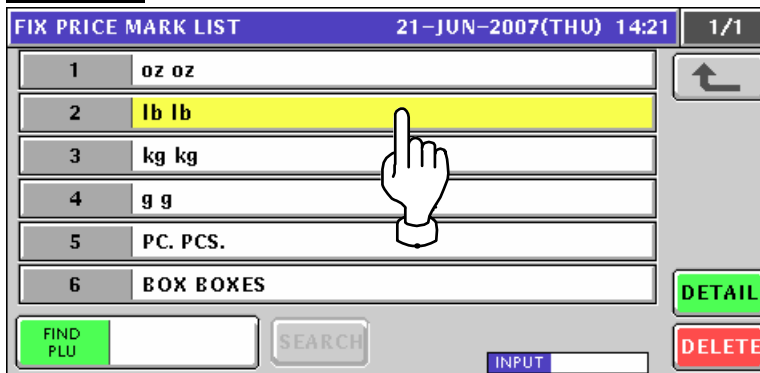 FIX PRICE MARK LIST 21-JUN-2007(THU) 14:21 1/1
1 oz oz
2 lb lb
3 kg kg
4 g g
5 PC. PCS.
6 BOX BOXES
DETAIL
FIND
PLU
SEARCH
DELETE
INPUT